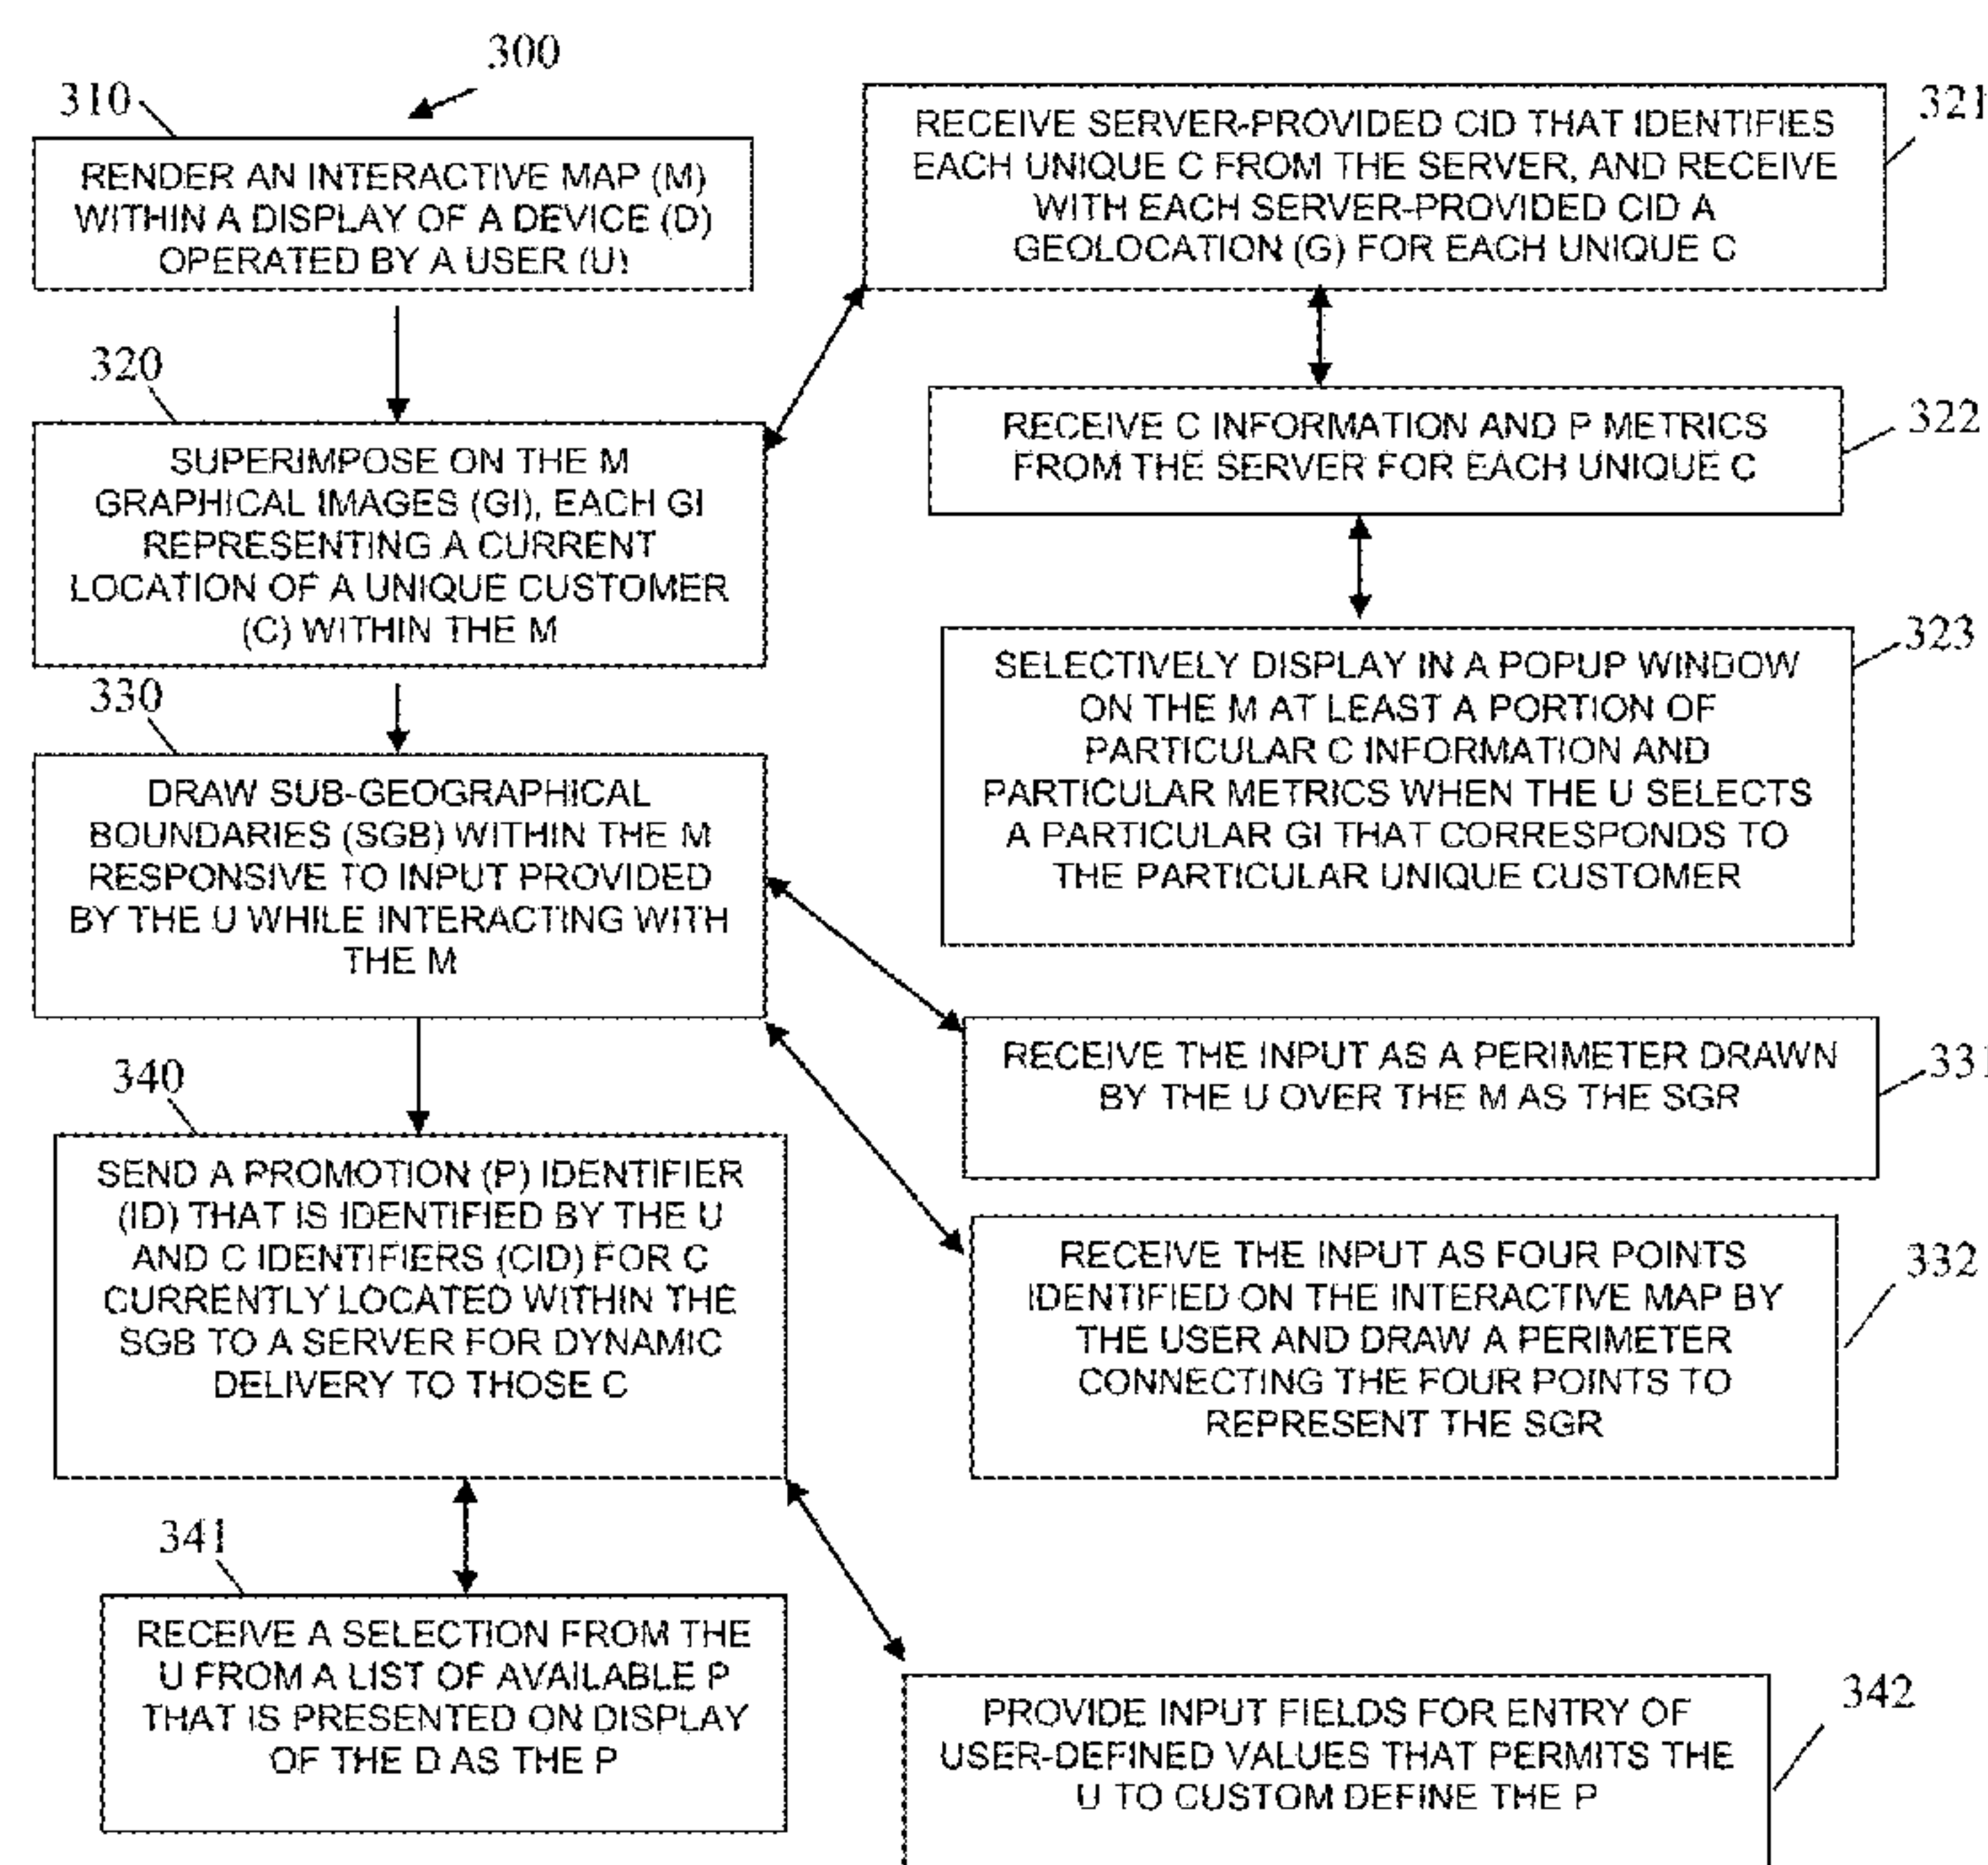 300
310
RENDER AN INTERACTIVE MAP (M)
WITHIN A DISPLAY OF A DEVICE (D)
OPERATED BY A USER (U)
320
SUPERIMPOSE ON THE M
GRAPHICAL IMAGES (GI), EACH GI
REPRESENTING A CURRENT
LOCATION OF A UNIQUE CUSTOMER
(C) WITHIN THE M
330
DRAW SUB-GEOGRAPHICAL
BOUNDARIES (SGB) WITHIN THE M
RESPONSIVE TO INPUT PROVIDED
BY THE U WHILE INTERACTING WITH
THE M
340
SEND A PROMOTION (P) IDENTIFIER
(ID) THAT IS IDENTIFIED BY THE U
AND C IDENTIFIERS (CID) FOR C
CURRENTLY LOCATED WITHIN THE
SGB TO A SERVER FOR DYNAMIC
DELIVERY TO THOSE C
341
RECEIVE A SELECTION FROM THE
U FROM A LIST OF AVAILABLE P
THAT IS PRESENTED ON DISPLAY
OF THE D AS THE P
321
RECEIVE SERVER-PROVIDED CID THAT IDENTIFIES
EACH UNIQUE C FROM THE SERVER, AND RECEIVE
WITH EACH SERVER-PROVIDED CID A
GEOLOCATION (G) FOR EACH UNIQUE C
322
RECEIVE C INFORMATION AND P METRICS
FROM THE SERVER FOR EACH UNIQUE C
323
SELECTIVELY DISPLAY IN A POPUP WINDOW
ON THE M AT LEAST A PORTION OF
PARTICULAR C INFORMATION AND
PARTICULAR METRICS WHEN THE U SELECTS
A PARTICULAR GI THAT CORRESPONDS TO
THE PARTICULAR UNIQUE CUSTOMER
331
RECEIVE THE INPUT AS A PERIMETER DRAWN
BY THE U OVER THE M AS THE SGR
332
RECEIVE THE INPUT AS FOUR POINTS
IDENTIFIED ON THE INTERACTIVE MAP BY
THE USER AND DRAW A PERIMETER
CONNECTING THE FOUR POINTS TO
REPRESENT THE SGR
342
PROVIDE INPUT FIELDS FOR ENTRY OF
USER-DEFINED VALUES THAT PERMITS THE
U TO CUSTOM DEFINE THE P